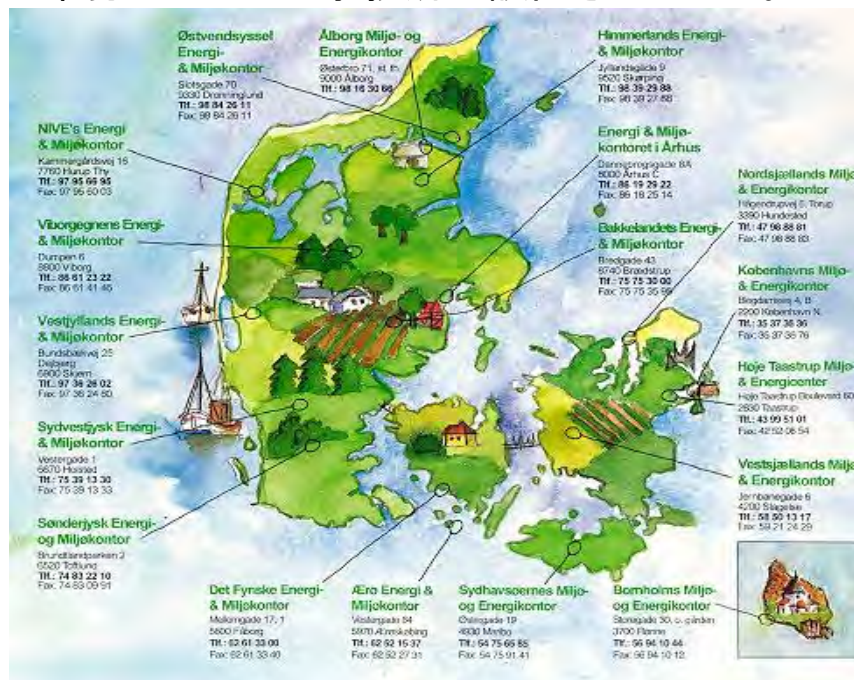 Østvendsyssel
Energi-
& Miljøkontor
Slotsgade 70
9330 Dronninglund
Tlf.: 98 84 26 11
Fax: 98 84 26 11
Ålborg Miljø- og
Energikontor
Østerbro 71, st. th.
9000 Ålborg
Tlf.: 98 16 30 66
Himmerlands Energi-
& Miljøkontor
Jyllandsgade 9
9520 Skørping
Tlf.: 98 39 29 88
Fax: 98 39 27 88
NIVE's Energi
& Miljøkontor
Kammergårdsvej 16
7760 Hurup Thy
Tlf.: 97 95 66 95
Fax: 97 95 60 03
Energi & Miljø-
kontoret i Århus
Dannebrogsgade 8A
8000 Århus C
Tlf.: 86 19 29 22
Fax: 86 18 25 14
Nordsjællands Miljø
& Energikontor
Hågendrupvej 6, Torup
3390 Hundested
Tlf.: 47 98 88 81
Fax: 47 98 88 83
Viborgegnens Energi-
& Miljøkontor
Dumpen 6
8800 Viborg
Tlf.: 86 61 23 22
Fax: 86 61 41 46
Bakkelandets Energi-
& Miljøkontor
Bredgade 43
8740 Brædstrup
Tlf.: 75 75 30 00
Fax: 75 75 35 99
Københavns Miljø-
& Energikontor
Blegdamsvej 4, B
2200 København N.
Tlf.: 35 37 36 36
Fax: 35 37 36 76
Vestjyllands Energi-
& Miljøkontor
Bundsbækvej 25
Dejbjerg
6900 Skjern
Tlf.: 97 36 26 02
Fax: 97 36 24 60
Høje Taastrup Miljø-
& Energicenter
Høje Taastrup Boulevard 60
2630 Taastrup
Tlf.: 43 99 51 01
Fax: 42 52 06 54
Sydvestjysk Energi-
& Miljøkontor
Vestergade 1
6670 Holsted
Tlf.: 75 39 13 30
Fax: 75 39 13 33
Vestsjællands Miljø
& Energikontor
Jernbanegade 6
4200 Slagelse
Tlf.: 58 50 13 17
Fax: 53 21 24 29
Sønderjysk Energi-
og Miljøkontor
Brundtlandparken 2
6520 Toftlund
Tlf.: 74 83 22 10
Fax: 74 83 09 91
Det Fynske Energi-
& Miljøkontor
Mellemgade 17, 1
5600 Fåborg
Tlf.: 62 61 33 00
Fax: 62 61 33 40
Ærø Energi &
Miljøkontor
Vestergade 64
5970 Ærøskøbing
Tlf.: 62 52 15 37
Fax: 62 52 27 31
Sydhavsøernes Miljø-
og Energikontor
Østergade 19
4930 Maribo
Tlf.: 54 75 65 55
Fax: 54 75 91 41
Bornholms Miljø-
og Energikontor
Storegade 30, o. gården
3700 Rønne
Tlf.: 56 94 10 44
Fax: 56 94 10 12